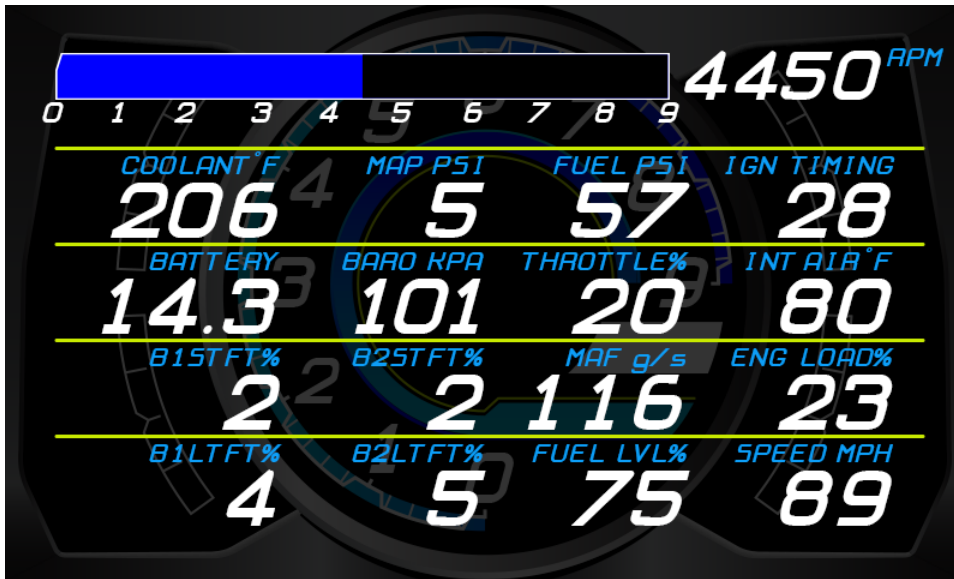 4450 RPM
0 1 2 3 4 5 6 7 8 9
COOLANT°F MAP PSI FUEL PSI IGN TIMING
206 5 57 28
BATTERY BARO KPA THROTTLE% INT AIR°F
14.3 101 20 80
B1STFT% B2STFT% MAF g/s ENG LOAD%
2 2 116 23
B1LTFT% B2LTFT% FUEL LVL% SPEED MPH
4 5 75 89